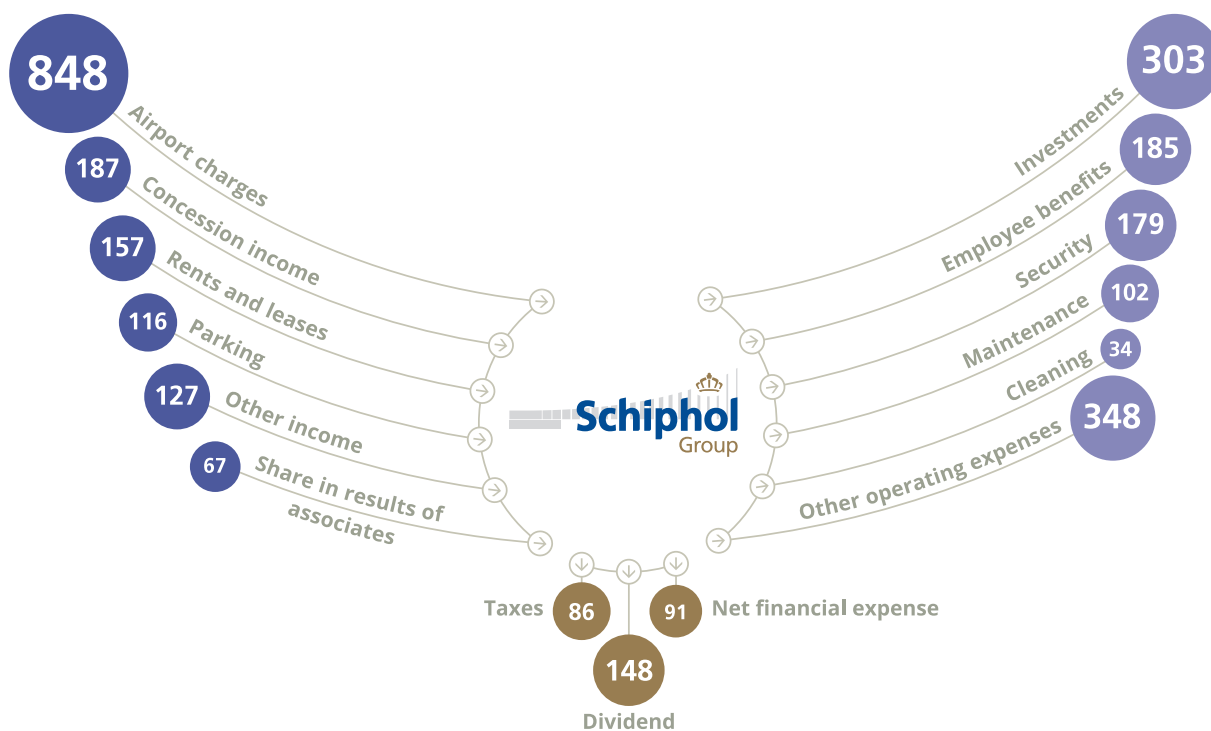 848
Airport charges
187
Concession income
157
Rents and leases
116
Parking
127
Other income
67
Share in results of
associates
Schiphol
Group
303
Investments
185
Employee benefits
179
Security
102
Maintenance
34
Cleaning
348
Other operating expenses
Taxes
86
91
Net financial expense
148
Dividend